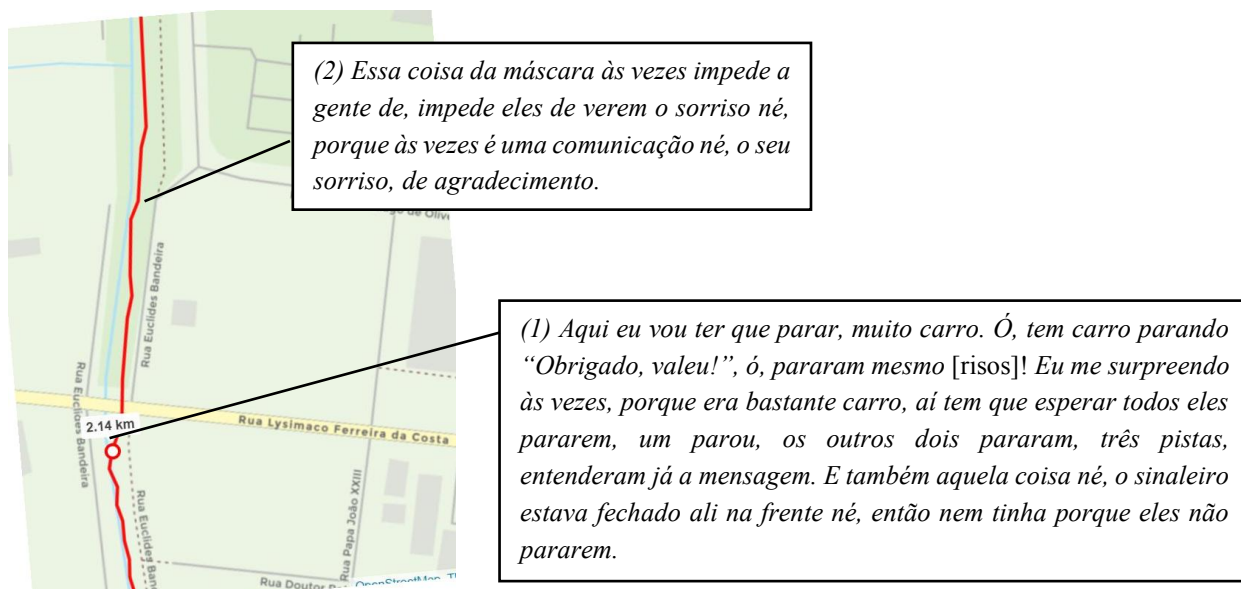 (2) Essa coisa da máscara às vezes impede a
gente de, impede eles de verem o sorriso né,
porque às vezes é uma comunicação né, o seu
sorriso, de agradecimento.
de Olive
Rua Euclides Bandeira
(1) Aqui eu vou ter que parar, muito carro. Ó, tem carro parando
“Obrigado, valeu!”, ó, pararam mesmo [risos]! Eu me surpreendo
às vezes, porque era bastante carro, aí tem que esperar todos eles
pararem, um parou, os outros dois pararam, três pistas,
entenderam já a mensagem. E também aquela coisa né, o sinaleiro
estava fechado ali na frente né, então nem tinha porque eles não
pararem.
Rua Euclides Bandeira
2.14 km
Rua Lysimaco Ferreira da Costa
Rua Euclides Ban
Rua Papa João XXIII
Rua Doutor
OpenStreetMap